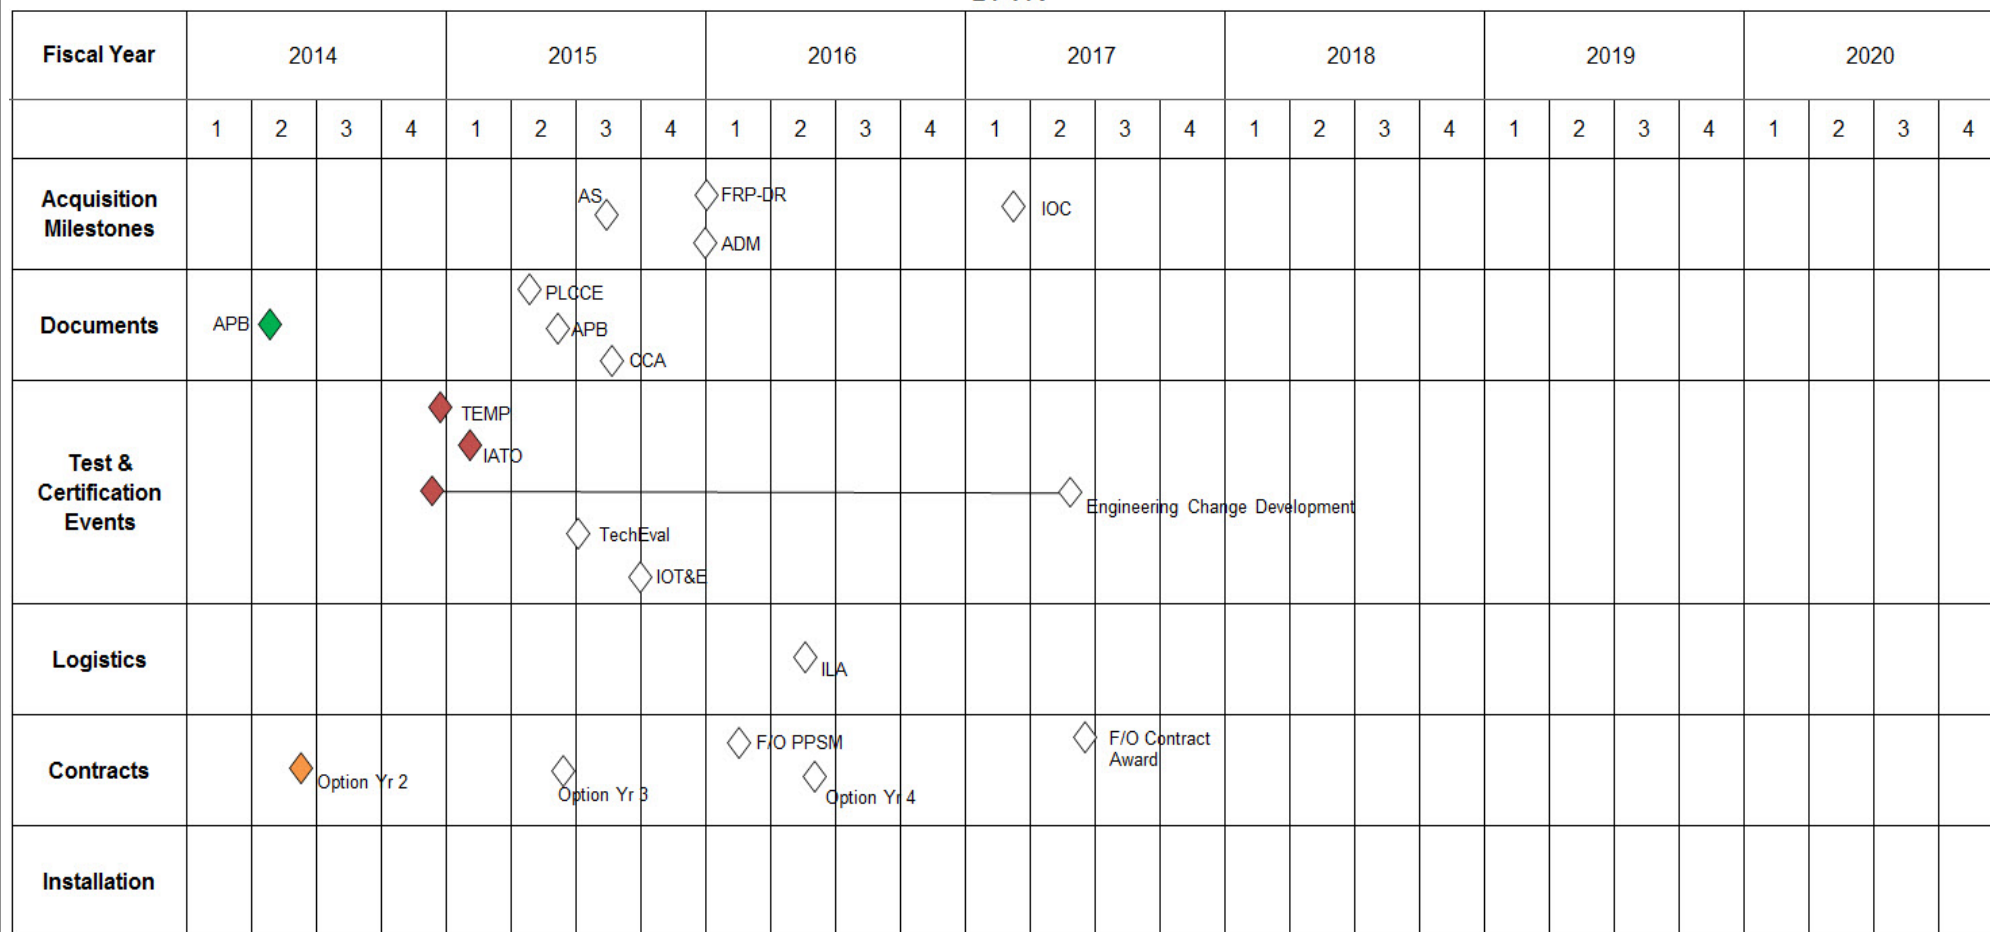 Fiscal Year 2014 2015 2016 2017 2018 2019 2020
1 2 3 4 1 2 3 4 1 2 3 4 1 2 3 4 1 2 3 4 1 2 3 4 1 2 3 4
Acquisition
Milestones
AS
FRP-DR
ADM
IOC
Documents
APB
PLCCE
APB
CCA
Test &
Certification
Events
TEMP
IATO
Engineering Change Development
TechEval
IOT&E
Logistics
ILA
Contracts
Option Yr 2
Option Yr 3
F/O PPSM
Option Yr 4
F/O Contract
Award
Installation